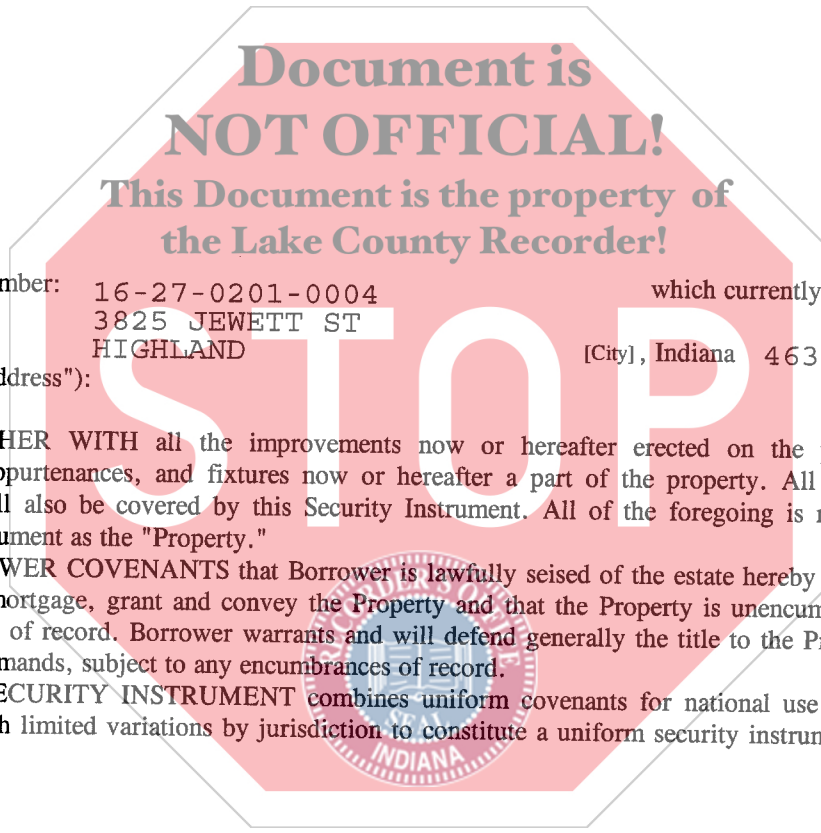 Document is
NOT OFFICIAL!
This Document is the property of
the Lake County Recorder!
mber: 16-27-0201-0004 which currently
3825 JEWETT ST
HIGHLAND [City], Indiana 463
ddress"):
STOP
HER WITH all the improvements now or hereafter erected on the
ppurtenances, and fixtures now or hereafter a part of the property. All
ll also be covered by this Security Instrument. All of the foregoing is r
ument as the "Property."
WER COVENANTS that Borrower is lawfully seised of the estate hereby
nortgage, grant and convey the Property and that the Property is unencum
of record. Borrower warrants and will defend generally the title to the Pr
mands, subject to any encumbrances of record.
ECURITY INSTRUMENT combines uniform covenants for national use
h limited variations by jurisdiction to constitute a uniform security instrum
RECORDER'S OFFICE
SEAL
INDIANA